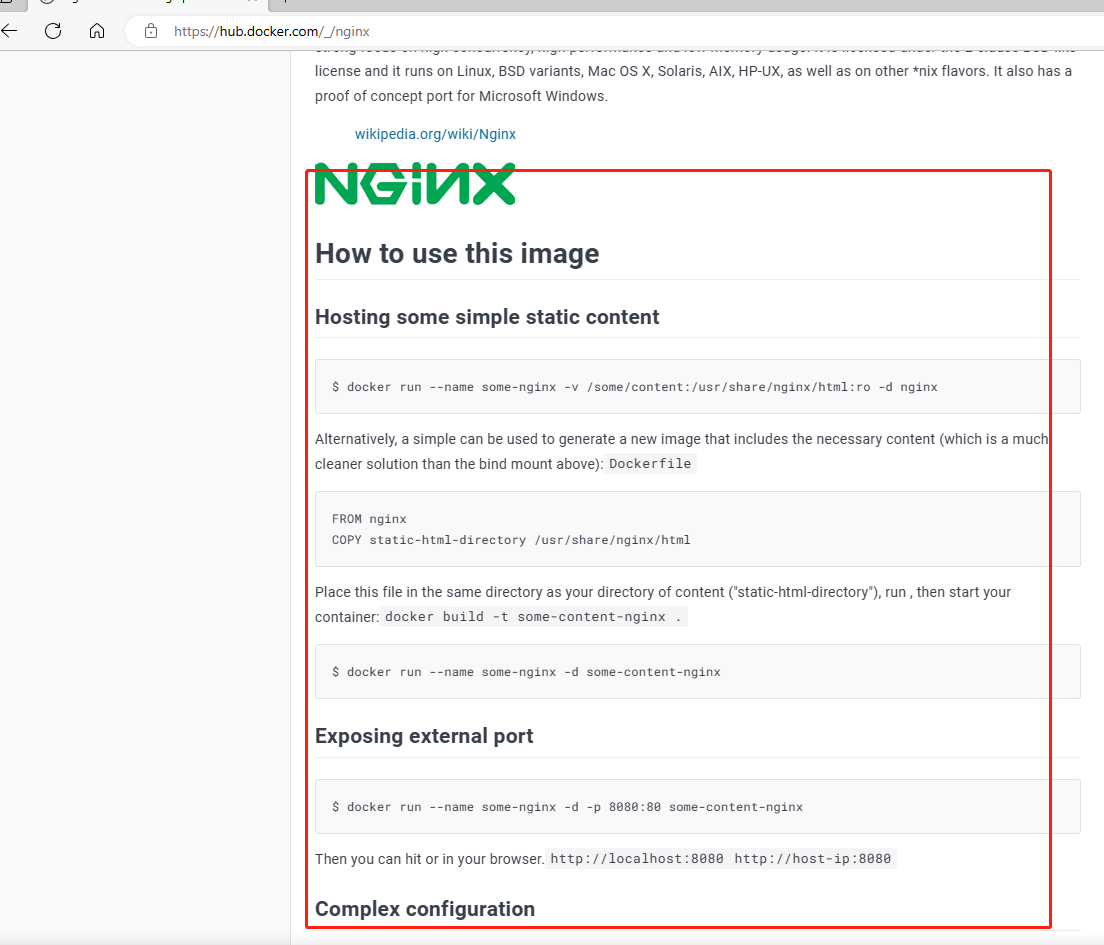 https://hub.docker.com/_/nginx
license and it runs on Linux, BSD variants, Mac OS X, Solaris, AIX, HP-UX, as well as on other *nix flavors. It also has a
proof of concept port for Microsoft Windows.
wikipedia.org/wiki/Nginx
NGINX
How to use this image
Hosting some simple static content
$ docker run --name some-nginx -v /some/content:/usr/share/nginx/html:ro -d nginx
Alternatively, a simple can be used to generate a new image that includes the necessary content (which is a much
cleaner solution than the bind mount above): Dockerfile
FROM nginx
COPY static-html-directory /usr/share/nginx/html
Place this file in the same directory as your directory of content ("static-html-directory"), run , then start your
container: docker build -t some-content-nginx .
$ docker run --name some-nginx -d some-content-nginx
Exposing external port
$ docker run --name some-nginx -d -p 8080:80 some-content-nginx
Then you can hit or in your browser. http://localhost:8080 http://host-ip:8080
Complex configuration